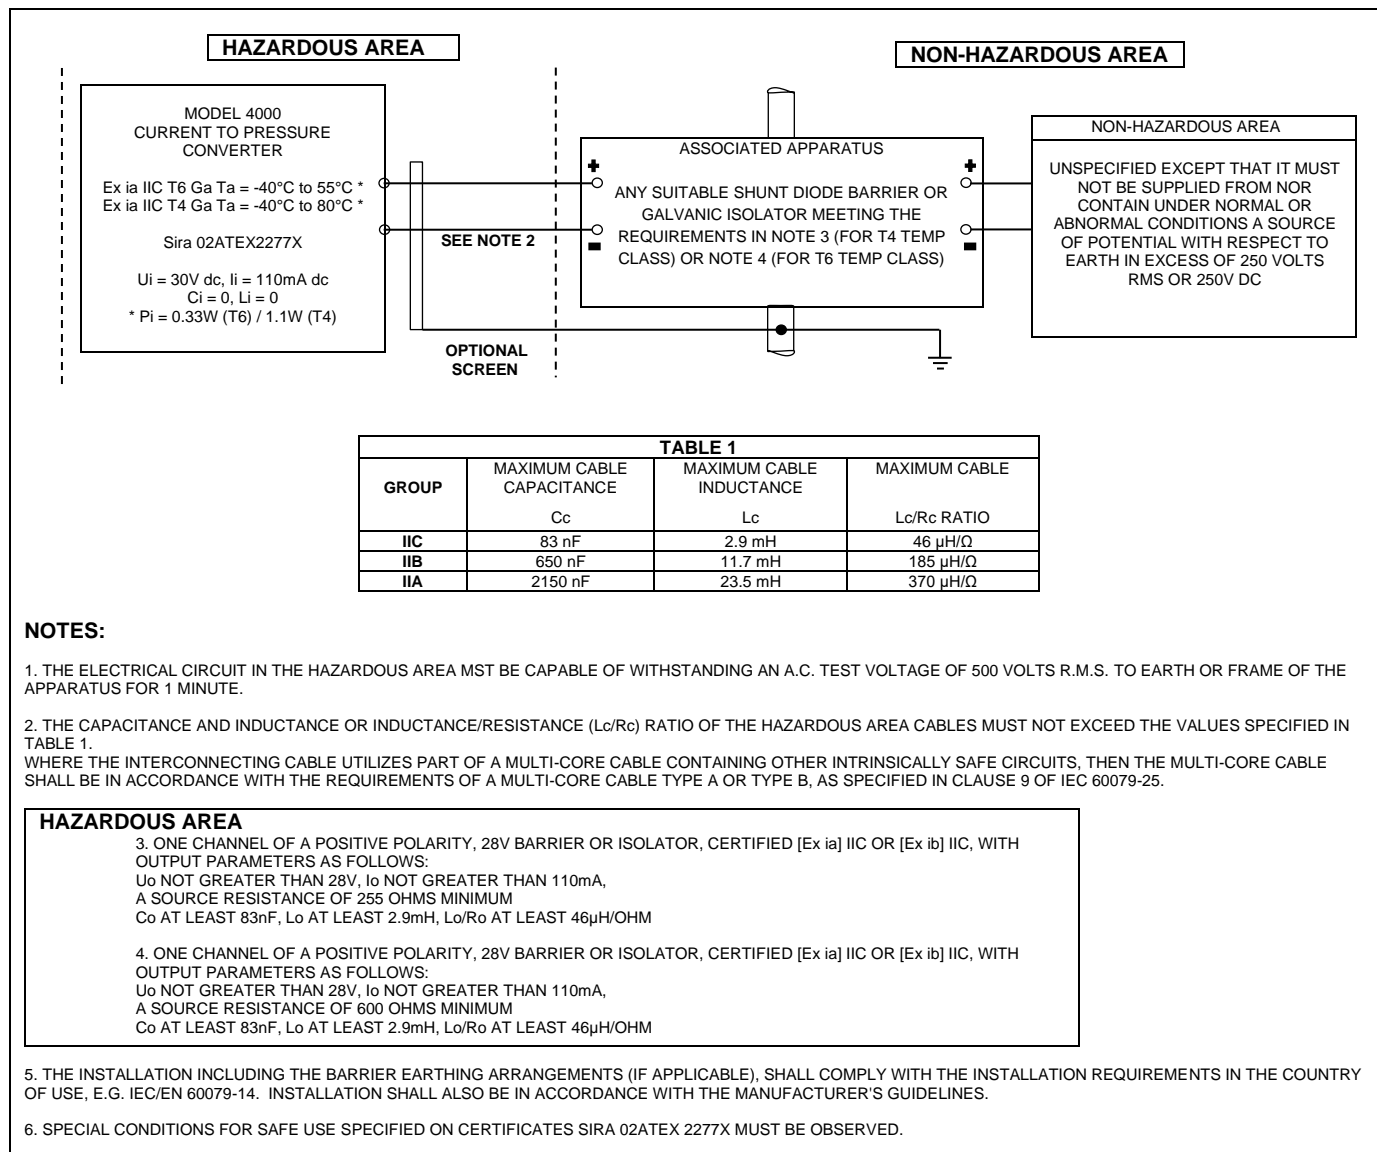 HAZARDOUS AREA
NON-HAZARDOUS AREA
MODEL 4000
CURRENT TO PRESSURE
CONVERTER
Ex ia IIC T6 Ga Ta = -40°C to 55°C *
Ex ia IIC T4 Ga Ta = -40°C to 80°C *
Sira 02ATEX2277X
Ui = 30V dc, Ii = 110mA dc
Ci = 0, Li = 0
* Pi = 0.33W (T6) / 1.1W (T4)
SEE NOTE 2
OPTIONAL
SCREEN
ASSOCIATED APPARATUS
+ +
ANY SUITABLE SHUNT DIODE BARRIER OR
GALVANIC ISOLATOR MEETING THE
REQUIREMENTS IN NOTE 3 (FOR T4 TEMP
CLASS) OR NOTE 4 (FOR T6 TEMP CLASS)
- -
NON-HAZARDOUS AREA
UNSPECIFIED EXCEPT THAT IT MUST
NOT BE SUPPLIED FROM NOR
CONTAIN UNDER NORMAL OR
ABNORMAL CONDITIONS A SOURCE
OF POTENTIAL WITH RESPECT TO
EARTH IN EXCESS OF 250 VOLTS
RMS OR 250V DC
TABLE 1
GROUP
MAXIMUM CABLE
CAPACITANCE
Cc
MAXIMUM CABLE
INDUCTANCE
Lc
MAXIMUM CABLE
Lc/Rc RATIO
IIC 83 nF 2.9 mH 46 µH/Ω
IIB 650 nF 11.7 mH 185 µH/Ω
IIA 2150 nF 23.5 mH 370 µH/Ω
NOTES:
1. THE ELECTRICAL CIRCUIT IN THE HAZARDOUS AREA MST BE CAPABLE OF WITHSTANDING AN A.C. TEST VOLTAGE OF 500 VOLTS R.M.S. TO EARTH OR FRAME OF THE
APPARATUS FOR 1 MINUTE.
2. THE CAPACITANCE AND INDUCTANCE OR INDUCTANCE/RESISTANCE (Lc/Rc) RATIO OF THE HAZARDOUS AREA CABLES MUST NOT EXCEED THE VALUES SPECIFIED IN
TABLE 1.
WHERE THE INTERCONNECTING CABLE UTILIZES PART OF A MULTI-CORE CABLE CONTAINING OTHER INTRINSICALLY SAFE CIRCUITS, THEN THE MULTI-CORE CABLE
SHALL BE IN ACCORDANCE WITH THE REQUIREMENTS OF A MULTI-CORE CABLE TYPE A OR TYPE B, AS SPECIFIED IN CLAUSE 9 OF IEC 60079-25.
HAZARDOUS AREA
3. ONE CHANNEL OF A POSITIVE POLARITY, 28V BARRIER OR ISOLATOR, CERTIFIED [Ex ia] IIC OR [Ex ib] IIC, WITH
OUTPUT PARAMETERS AS FOLLOWS:
Uo NOT GREATER THAN 28V, Io NOT GREATER THAN 110mA,
A SOURCE RESISTANCE OF 255 OHMS MINIMUM
Co AT LEAST 83nF, Lo AT LEAST 2.9mH, Lo/Ro AT LEAST 46µH/OHM
4. ONE CHANNEL OF A POSITIVE POLARITY, 28V BARRIER OR ISOLATOR, CERTIFIED [Ex ia] IIC OR [Ex ib] IIC, WITH
OUTPUT PARAMETERS AS FOLLOWS:
Uo NOT GREATER THAN 28V, Io NOT GREATER THAN 110mA,
A SOURCE RESISTANCE OF 600 OHMS MINIMUM
Co AT LEAST 83nF, Lo AT LEAST 2.9mH, Lo/Ro AT LEAST 46µH/OHM
5. THE INSTALLATION INCLUDING THE BARRIER EARTHING ARRANGEMENTS (IF APPLICABLE), SHALL COMPLY WITH THE INSTALLATION REQUIREMENTS IN THE COUNTRY
OF USE, E.G. IEC/EN 60079-14. INSTALLATION SHALL ALSO BE IN ACCORDANCE WITH THE MANUFACTURER'S GUIDELINES.
6. SPECIAL CONDITIONS FOR SAFE USE SPECIFIED ON CERTIFICATES SIRA 02ATEX 2277X MUST BE OBSERVED.